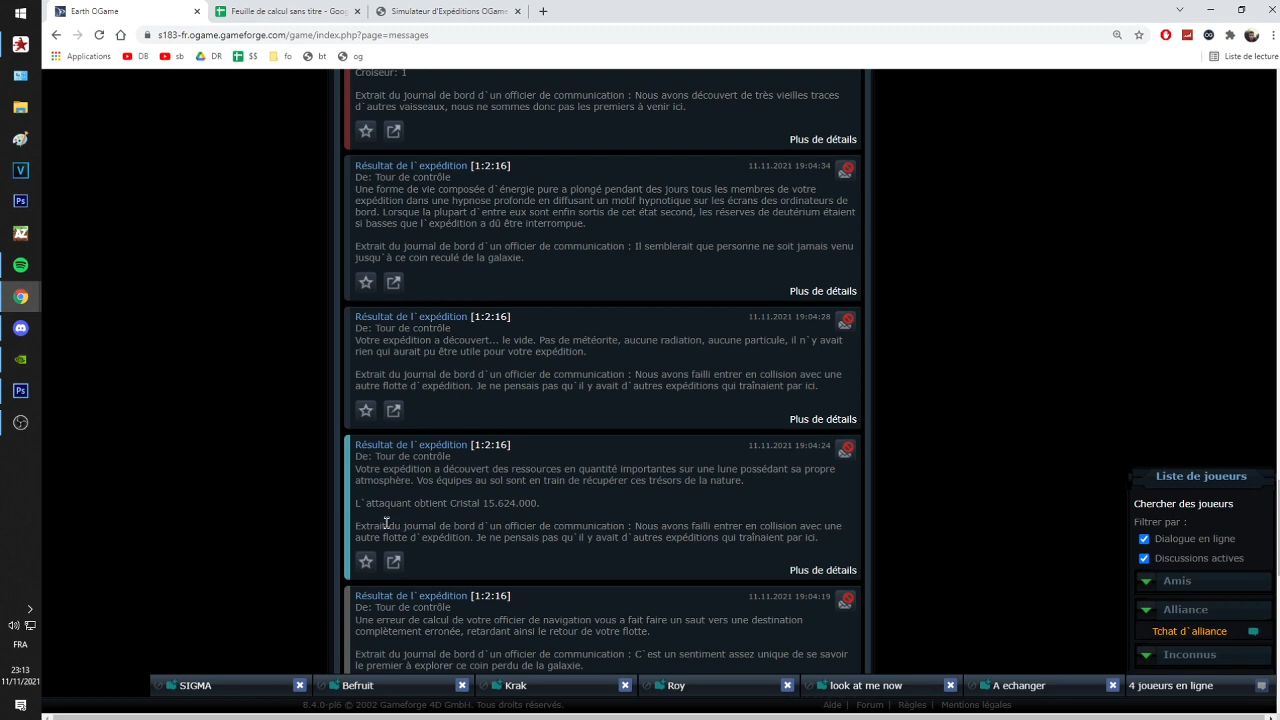 Earth OGame
Feuille de calcul sans titre - Goog
Simulateur d'Expéditions OGame
s183-fr.ogame.gameforge.com/game/index.php?page=messages
Applications DB sb DR $$ fo bt og Liste de lecture
Croiseur: 1
Extrait du journal de bord d`un officier de communication : Nous avons découvert de très vieilles traces
d`autres vaisseaux, nous ne sommes donc pas les premiers à venir ici.
Plus de détails
Résultat de l`expédition [1:2:16] 11.11.2021 19:04:34
De: Tour de contrôle
Une forme de vie composée d`énergie pure a plongé pendant des jours tous les membres de votre
expédition dans une hypnose profonde en diffusant un motif hypnotique sur les écrans des ordinateurs de
bord. Lorsque la plupart d`entre eux sont enfin sortis de cet état second, les réserves de deutérium étaient
si basses que l`expédition a dû être interrompue.
Extrait du journal de bord d`un officier de communication : Il semblerait que personne ne soit jamais venu
jusqu`à ce coin reculé de la galaxie.
Plus de détails
Résultat de l`expédition [1:2:16] 11.11.2021 19:04:28
De: Tour de contrôle
Votre expédition a découvert... le vide. Pas de météorite, aucune radiation, aucune particule, il n`y avait
rien qui aurait pu être utile pour votre expédition.
Extrait du journal de bord d`un officier de communication : Nous avons failli entrer en collision avec une
autre flotte d`expédition. Je ne pensais pas qu`il y avait d`autres expéditions qui traînaient par ici.
Plus de détails
Résultat de l`expédition [1:2:16] 11.11.2021 19:04:24
De: Tour de contrôle
Votre expédition a découvert des ressources en quantité importantes sur une lune possédant sa propre
atmosphère. Vos équipes au sol sont en train de récupérer ces trésors de la nature.
L`attaquant obtient Cristal 15.624.000.
Extrait du journal de bord d`un officier de communication : Nous avons failli entrer en collision avec une
autre flotte d`expédition. Je ne pensais pas qu`il y avait d`autres expéditions qui traînaient par ici.
Plus de détails
Résultat de l`expédition [1:2:16] 11.11.2021 19:04:19
De: Tour de contrôle
Une erreur de calcul de votre officier de navigation vous a fait faire un saut vers une destination
complètement erronée, retardant ainsi le retour de votre flotte.
Extrait du journal de bord d`un officier de communication : C`est un sentiment assez unique de se savoir
le premier à explorer ce coin perdu de la galaxie.
Liste de joueurs
Chercher des joueurs
Filtrer par :
Dialogue en ligne
Discussions actives
Amis
Alliance
Tchat d`alliance
Inconnus
SIGMA
Befruit
Krak
Roy
look at me now
A echanger
4 joueurs en ligne
8.4.0-pl6 © 2002 Gameforge 4D GmbH. Tous droits réservés.
Aide | Forum | Règles | Mentions légales
FRA
23:13
11/11/2021